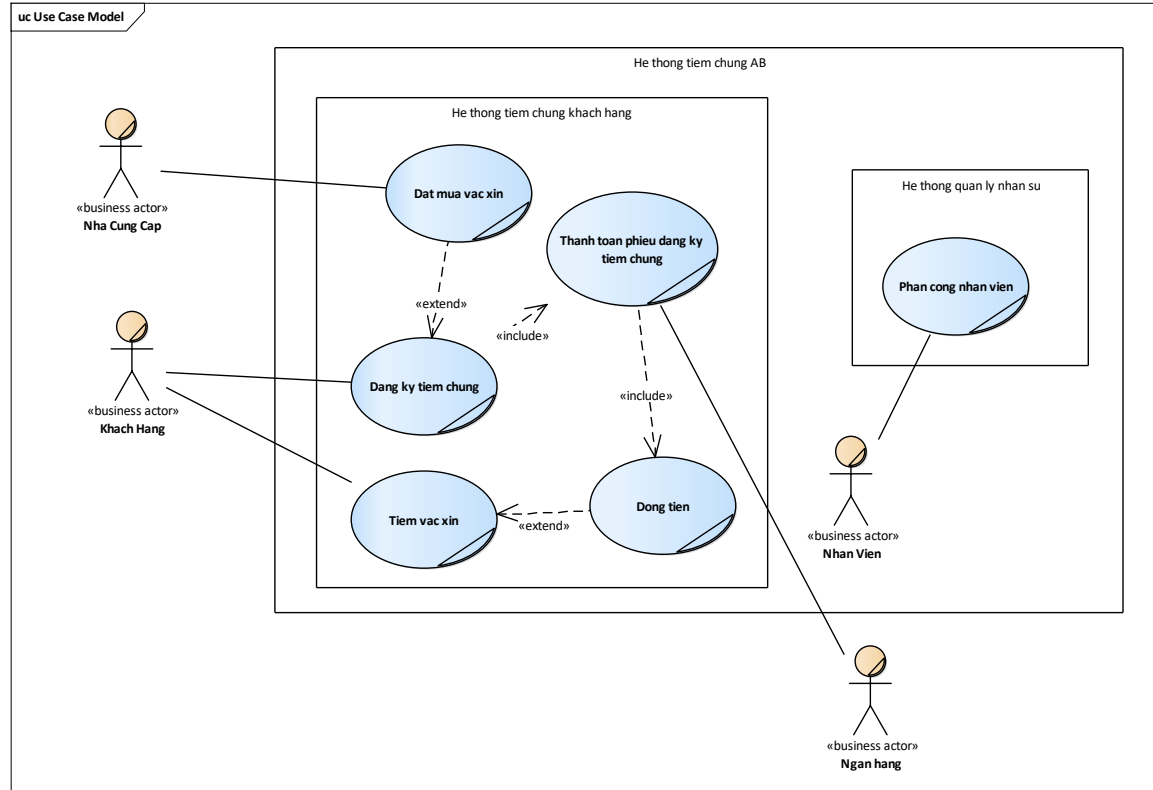 uc Use Case Model
He thong tiem chung AB
He thong tiem chung khach hang
He thong quan ly nhan su
«business actor»
Nha Cung Cap
Dat mua vac xin
Thanh toan phieu dang ky
tiem chung
Phan cong nhan vien
«extend»
«include»
«business actor»
Khach Hang
Dang ky tiem chung
«include»
Tiem vac xin
«extend»
Dong tien
«business actor»
Nhan Vien
«business actor»
Ngan hang